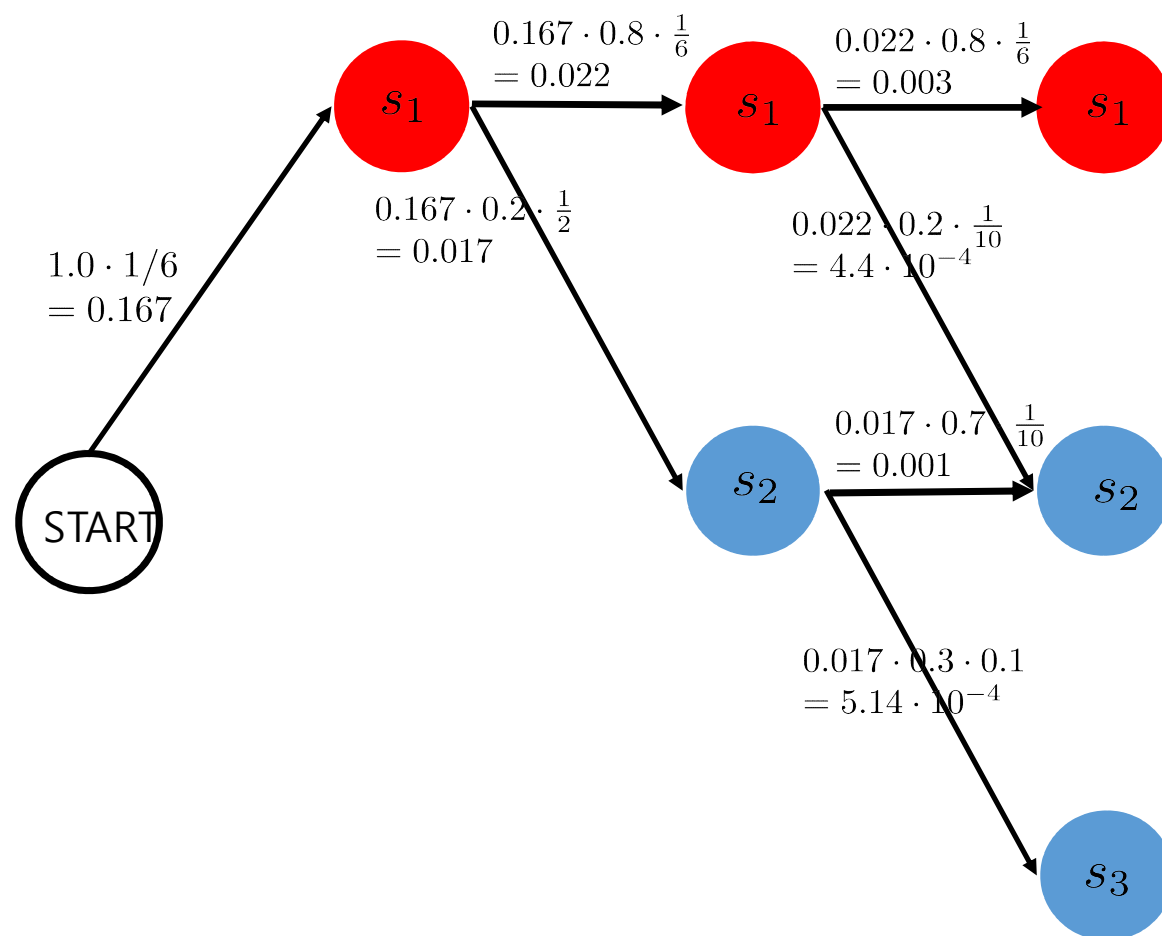 0.167 · 0.8 · 1/6
= 0.022
0.022 · 0.8 · 1/6
= 0.003
s₁
s₁
s₁
0.167 · 0.2 · 1/2
= 0.017
0.022 · 0.2 · 1/10
= 4.4 · 10⁻⁴
1.0 · 1/6
= 0.167
0.017 · 0.7 · 1/10
= 0.001
s₂
s₂
START
0.017 · 0.3 · 0.1
= 5.14 · 10⁻⁴
s₃